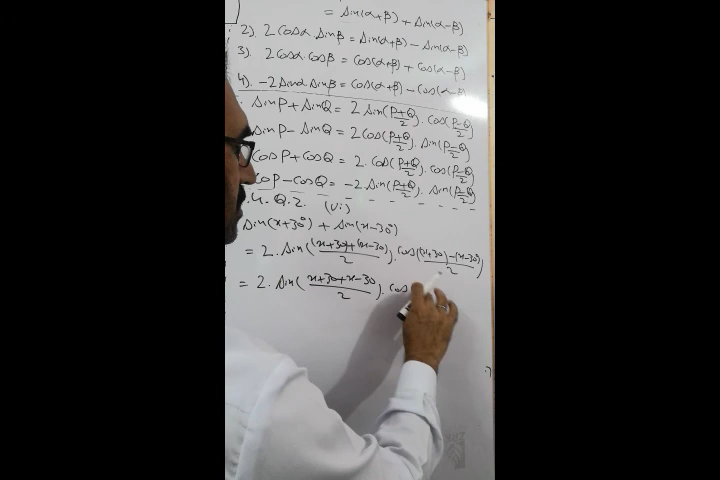 = Sin(α+β) + Sin(α-β)
2). 2 Cosα . Sinβ = Sin(α+β) - Sin(α-β)
3). 2 Cosα . Cosβ = Cos(α+β) + Cos(α-β)
4). -2 Sinα . Sinβ = Cos(α+β) - Cos(α-β)
SinP + SinQ = 2 Sin(P+Q/2) . Cos(P-Q/2)
SinP - SinQ = 2 Cos(P+Q/2) . Sin(P-Q/2)
CosP + CosQ = 2 . Cos(P+Q/2) . Cos(P-Q/2)
CosP - CosQ = -2 . Sin(P+Q/2) . Sin(P-Q/2)
.4. Q.2. (vi)
Sin(x+30°) + Sin(x-30°)
= 2 . Sin((x+30)+(x-30)/2) . Cos((x+30)-(x-30)/2)
= 2 . Sin(x+30+x-30/2) . Cos